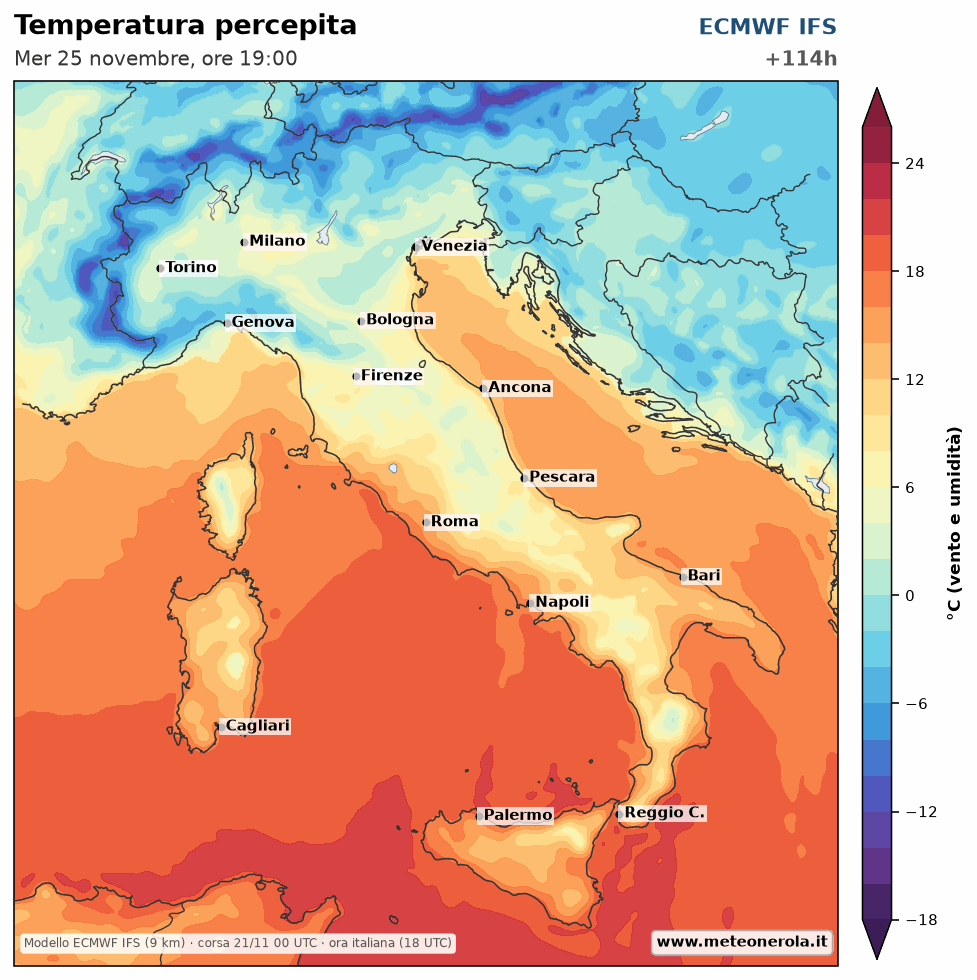 Temperatura percepita
ECMWF IFS
Mer 25 novembre, ore 19:00
+114h
24
18
12
6
0
−6
−12
−18
°C (vento e umidità)
Milano
Venezia
Torino
Genova
Bologna
Firenze
Ancona
Pescara
Roma
Bari
Napoli
Cagliari
Palermo
Reggio C.
Modello ECMWF IFS (9 km) · corsa 21/11 00 UTC · ora italiana (18 UTC)
www.meteonerola.it